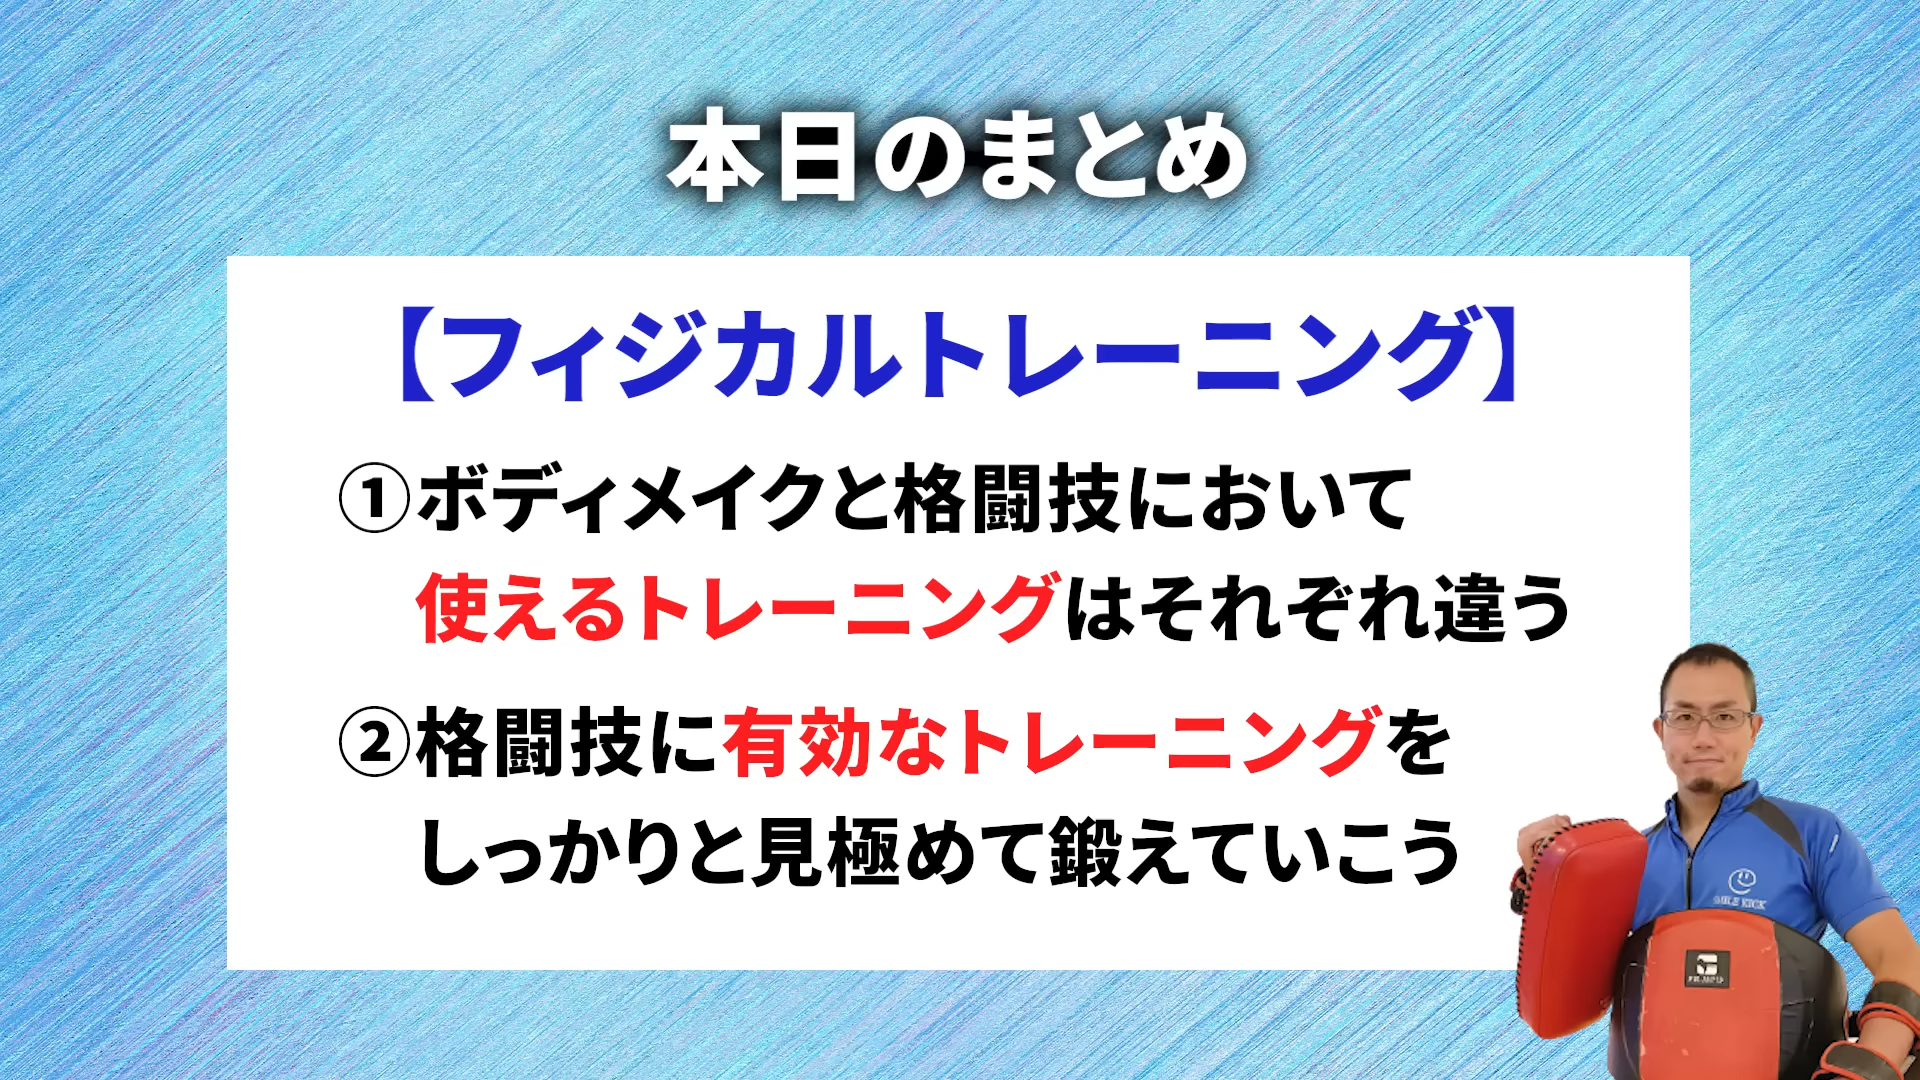 本日のまとめ
【フィジカルトレーニング】
①ボディメイクと格闘技において
使えるトレーニングはそれぞれ違う
②格闘技に有効なトレーニングを
しっかりと見極めて鍛えていこう